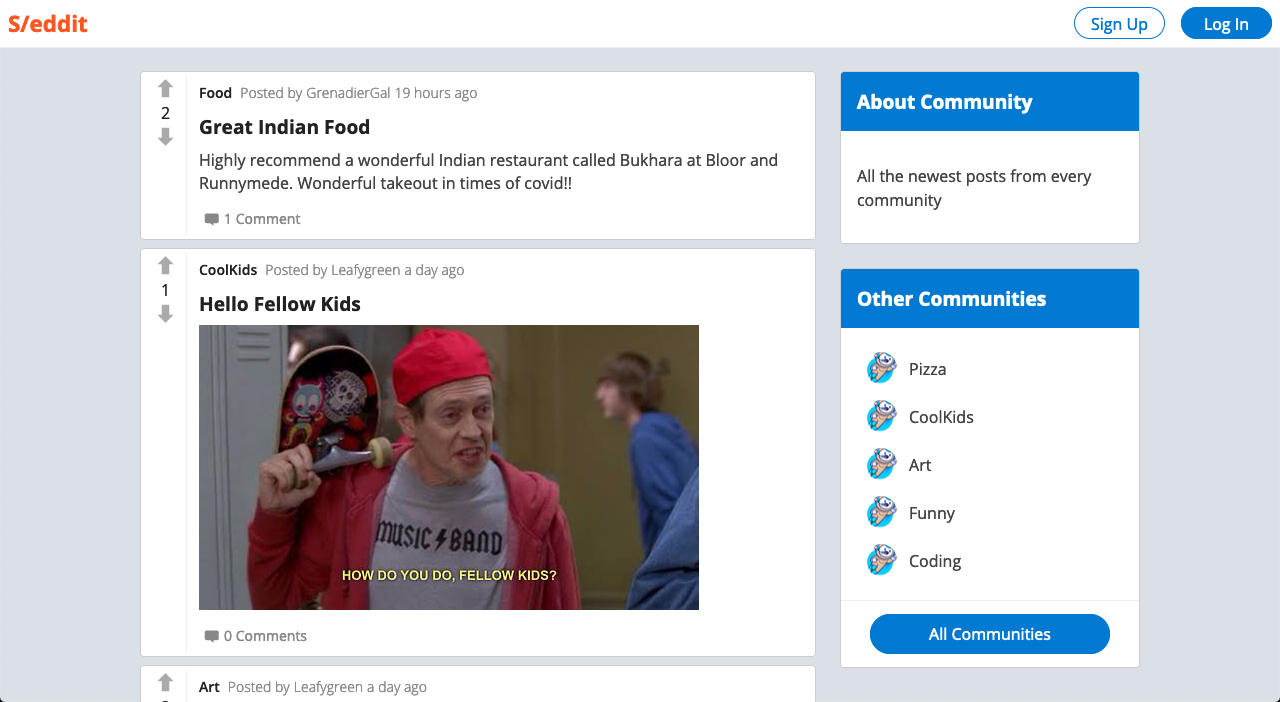 S/eddit
Sign Up
Log In
2
Food Posted by GrenadierGal 19 hours ago
Great Indian Food
Highly recommend a wonderful Indian restaurant called Bukhara at Bloor and
Runnymede. Wonderful takeout in times of covid!!
1 Comment
1
CoolKids Posted by Leafygreen a day ago
Hello Fellow Kids
MUSIC BAND
HOW DO YOU DO, FELLOW KIDS?
0 Comments
Art Posted by Leafygreen a day ago
About Community
All the newest posts from every
community
Other Communities
Pizza
CoolKids
Art
Funny
Coding
All Communities